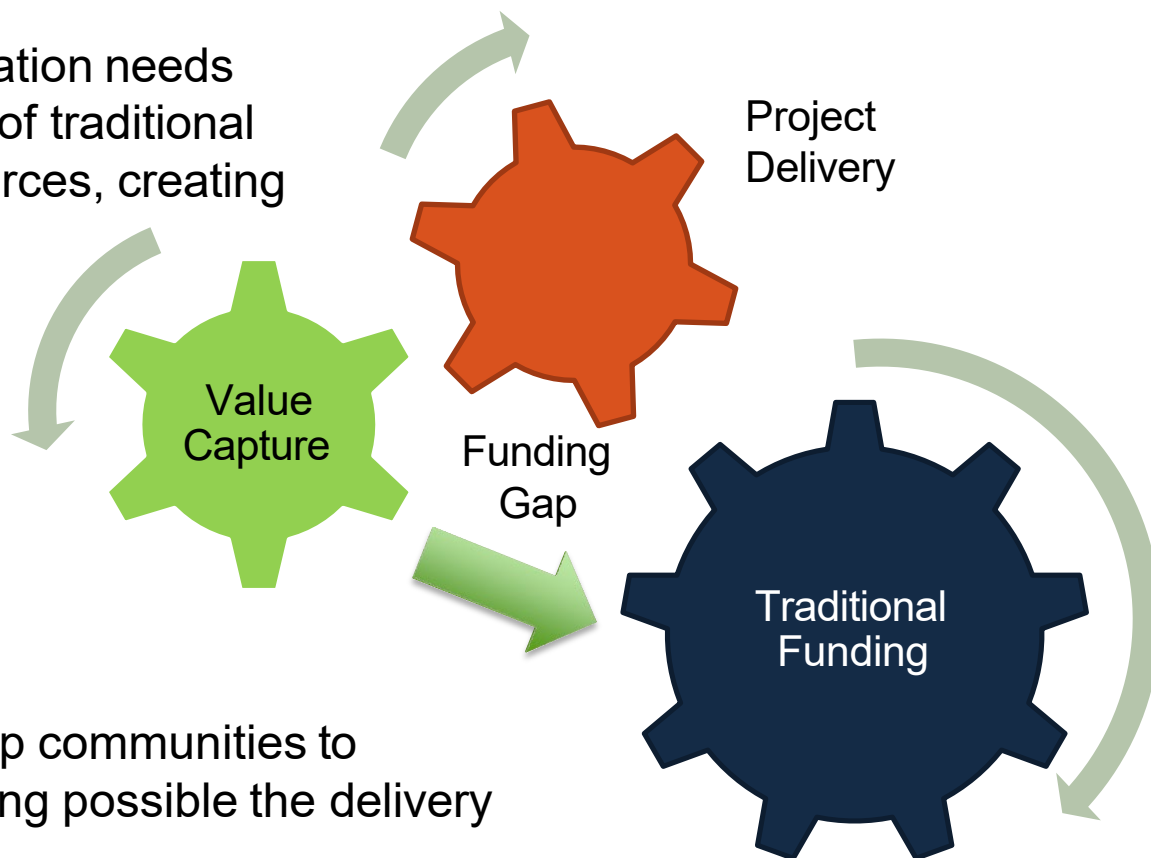 ation needs
of traditional
rces, creating
Project
Delivery
Value
Capture
Funding
Gap
Traditional
Funding
p communities to
ng possible the delivery